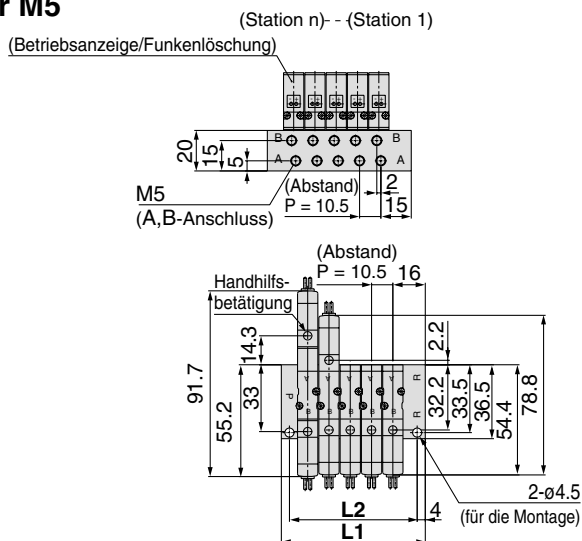 r M5
(Station n)- - (Station 1)
(Betriebsanzeige/Funkenlöschung)
B B
A A
20
15
5
M5
(A,B-Anschluss)
(Abstand)
P = 10.5
2
15
(Abstand)
P = 10.5
16
Handhilfs-
betätigung
14.3
2.2
91.7
55.2
33
P
A A A A
B B B B B
R
R
32.2
33.5
36.5
54.4
78.8
2-ø4.5
(für die Montage)
L2
4
L1